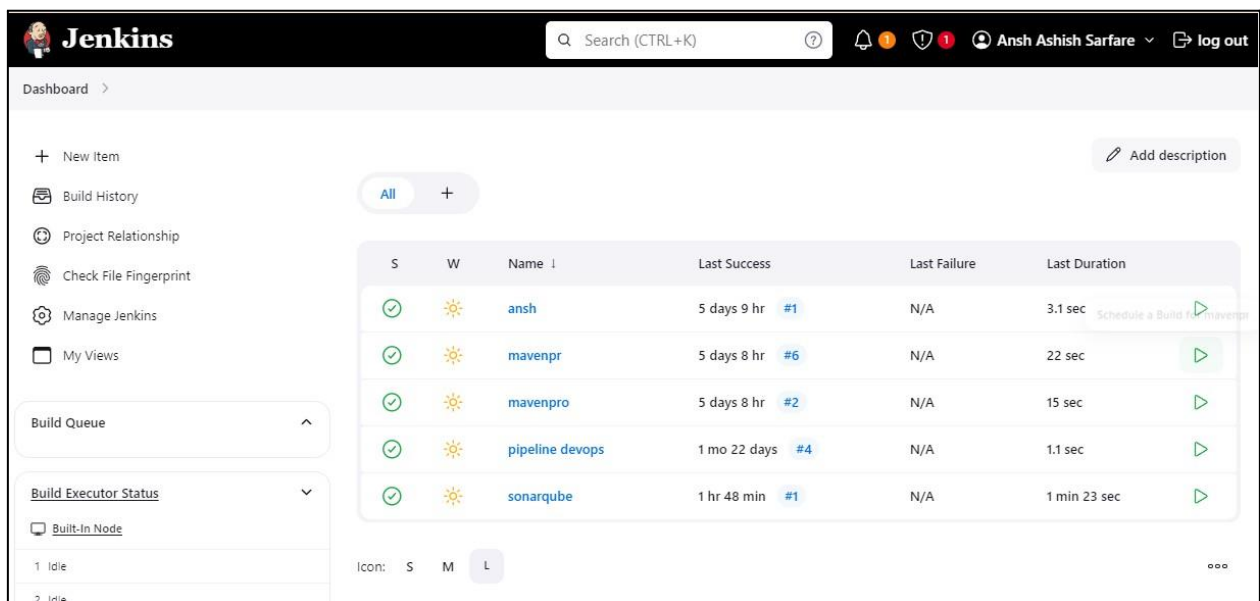 Jenkins
Search (CTRL+K) ? 1 1 Ansh Ashish Sarfare log out
Dashboard
New Item
Build History
Project Relationship
Check File Fingerprint
Manage Jenkins
My Views
Build Queue
Build Executor Status
Built-In Node
1 Idle
2 Idle
Add description
All +
S W Name ↓ Last Success Last Failure Last Duration
ansh 5 days 9 hr #1 N/A 3.1 sec
Schedule a Build for mavenpr
mavenpr 5 days 8 hr #6 N/A 22 sec
mavenpro 5 days 8 hr #2 N/A 15 sec
pipeline devops 1 mo 22 days #4 N/A 1.1 sec
sonarqube 1 hr 48 min #1 N/A 1 min 23 sec
Icon: S M L